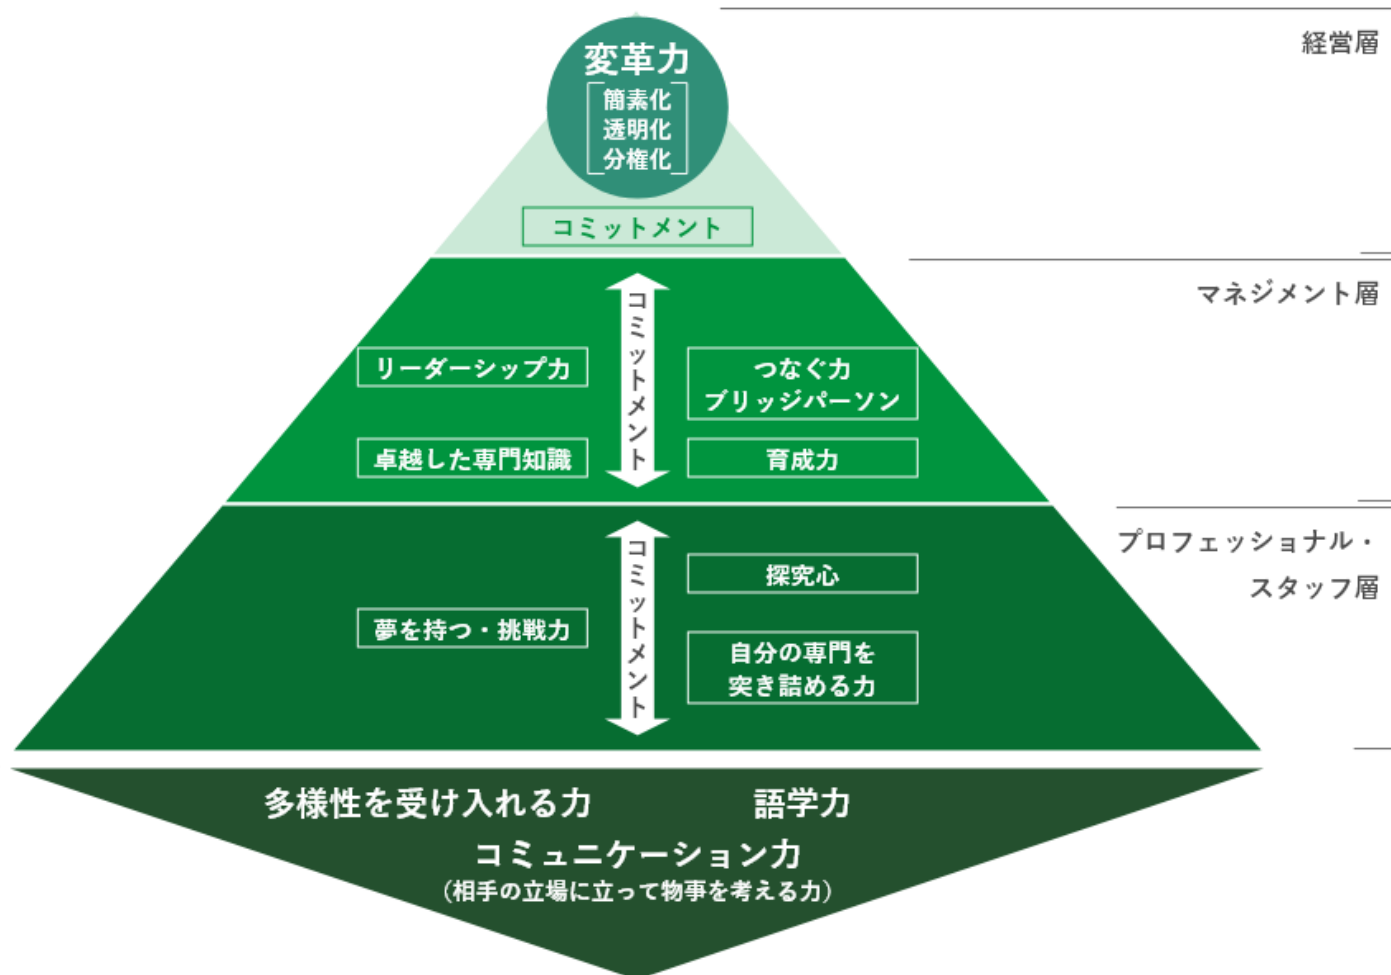 経営層
変革力
簡素化
透明化
分権化
コミットメント
マネジメント層
コミットメント
リーダーシップ力
つなぐ力
ブリッジパーソン
卓越した専門知識
育成力
プロフェッショナル・
スタッフ層
コミットメント
探究心
夢を持つ・挑戦力
自分の専門を
突き詰める力
多様性を受け入れる力
語学力
コミュニケーション力
（相手の立場に立って物事を考える力）